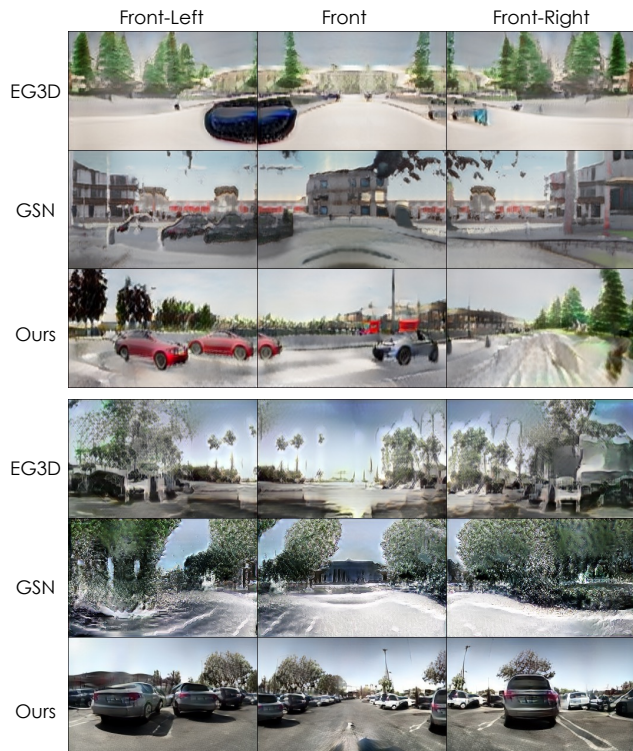 Front-Left Front Front-Right
EG3D
GSN
Ours
EG3D
GSN
Ours